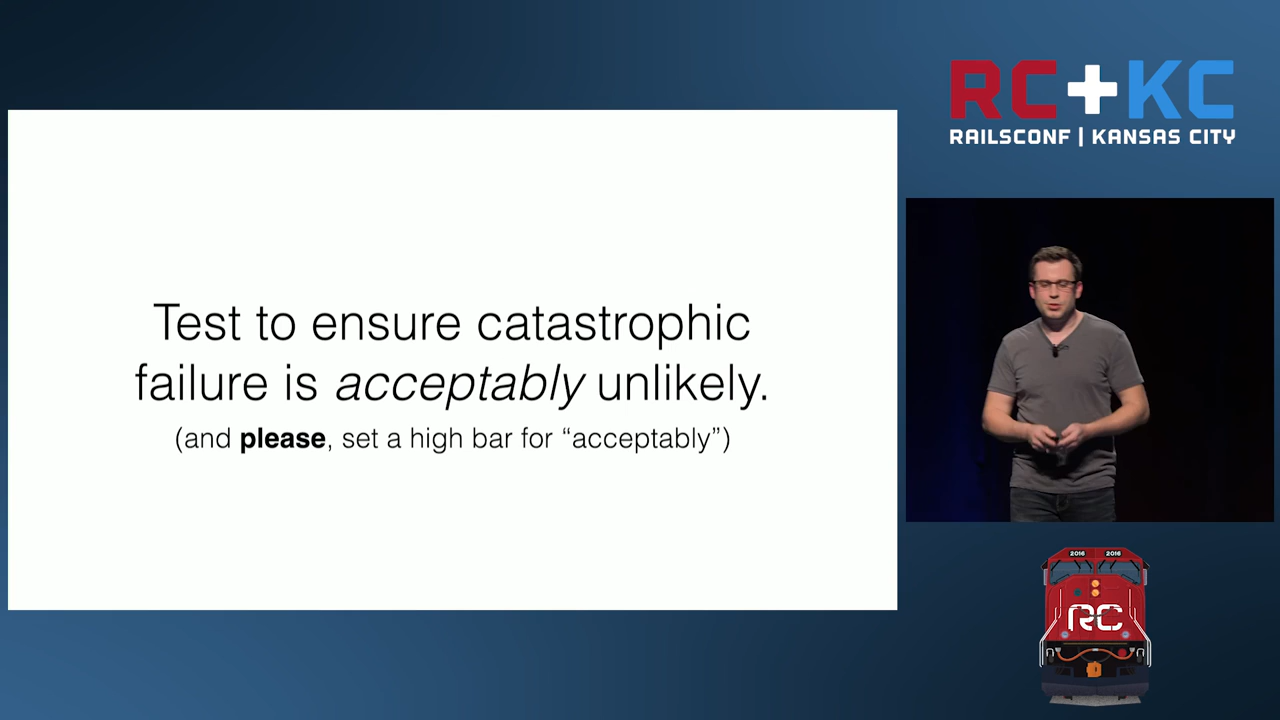 Test to ensure catastrophic
failure is acceptably unlikely.
(and please, set a high bar for “acceptably”)
RC+KC
RAILSCONF | KANSAS CITY
2016 2016
RC